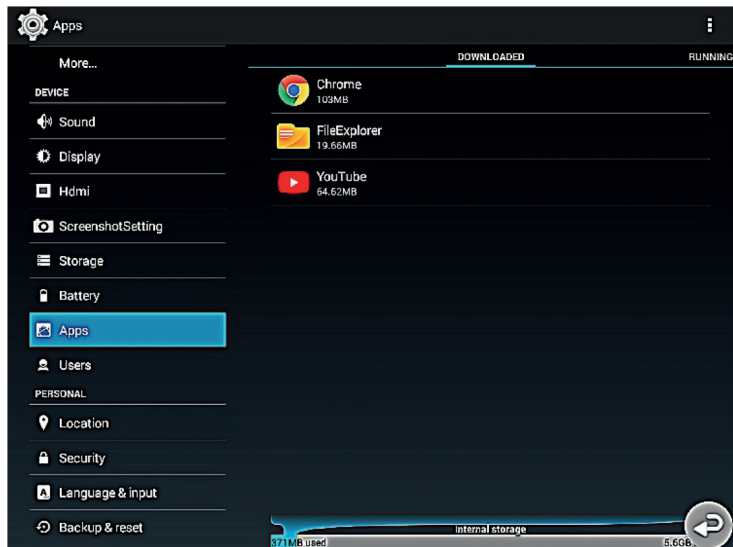 Apps
More...
DEVICE
Sound
Display
Hdmi
ScreenshotSetting
Storage
Battery
Apps
Users
PERSONAL
Location
Security
Language & input
Backup & reset
DOWNLOADED
RUNNING
Chrome
103MB
FileExplorer
19.66MB
YouTube
64.62MB
Internal storage
371MB used
5.6GB